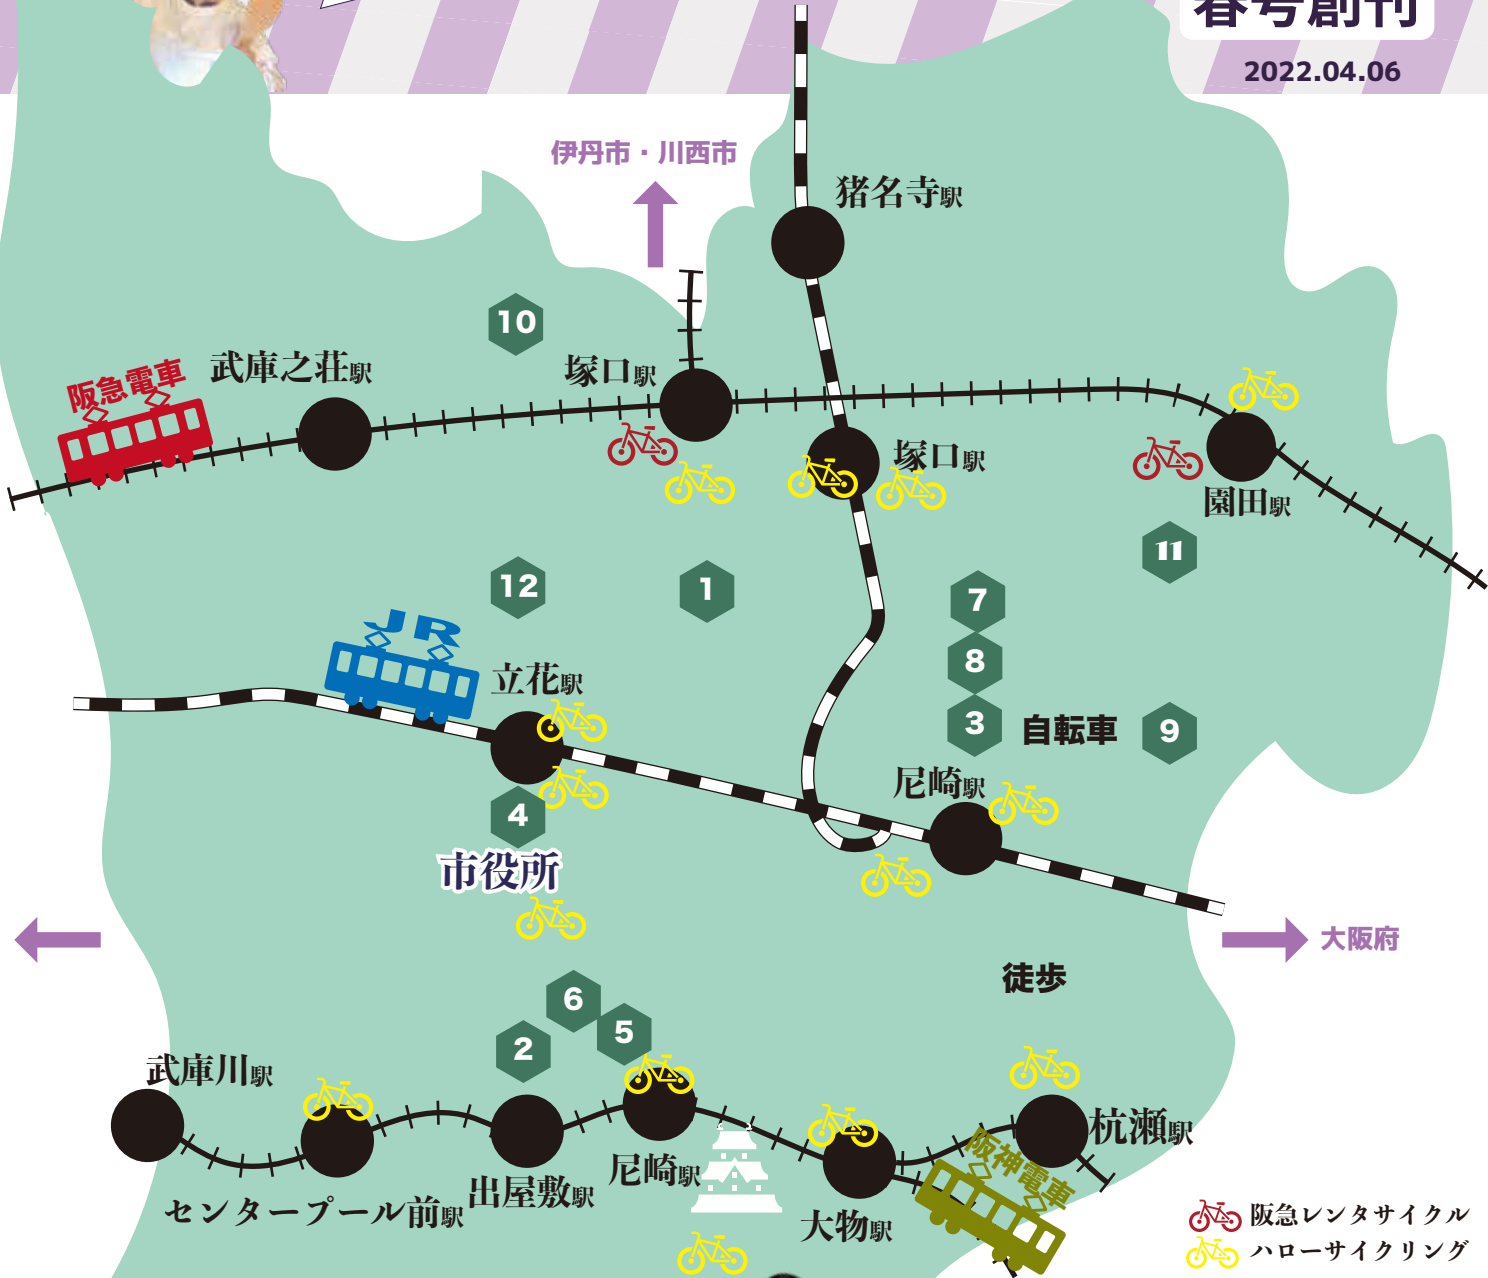 春号創刊
2022.04.06
伊丹市・川西市
猪名寺駅
10
武庫之荘駅
塚口駅
阪急電車
塚口駅
園田駅
11
12
1
7
JR
8
立花駅
3
自転車
9
尼崎駅
4
市役所
大阪府
徒歩
6
5
2
武庫川駅
杭瀬駅
阪神電車
尼崎駅
出屋敷駅
センタープール前駅
大物駅
阪急レンタサイクル
ハローサイクリング